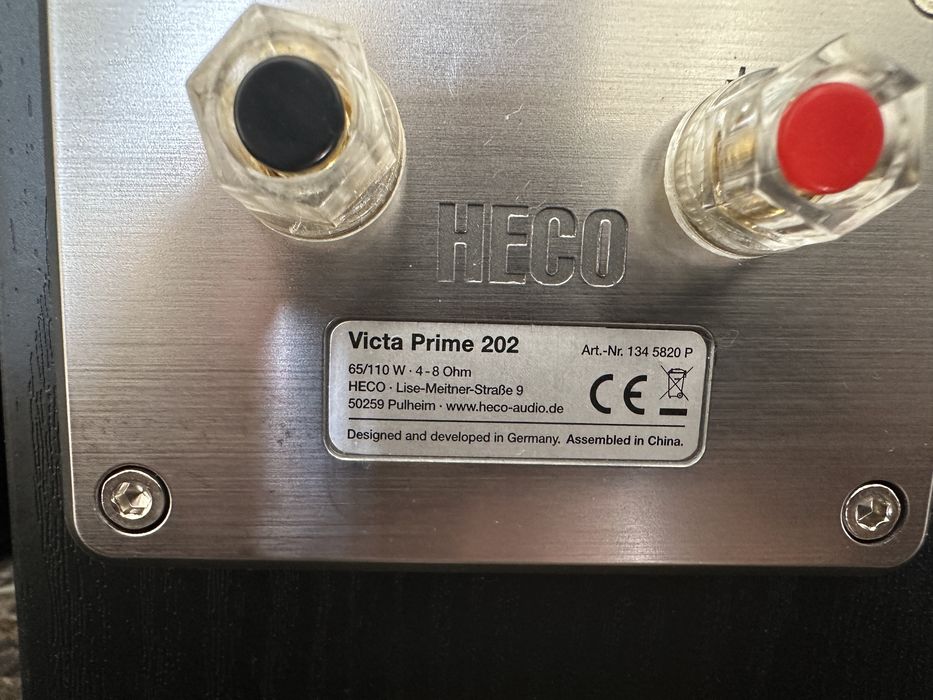 HECO
Victa Prime 202
Art.-Nr. 134 5820 P
65/110 W · 4-8 Ohm
HECO · Lise-Meitner-Straße 9
50259 Pulheim · www.heco-audio.de
CE
Designed and developed in Germany. Assembled in China.